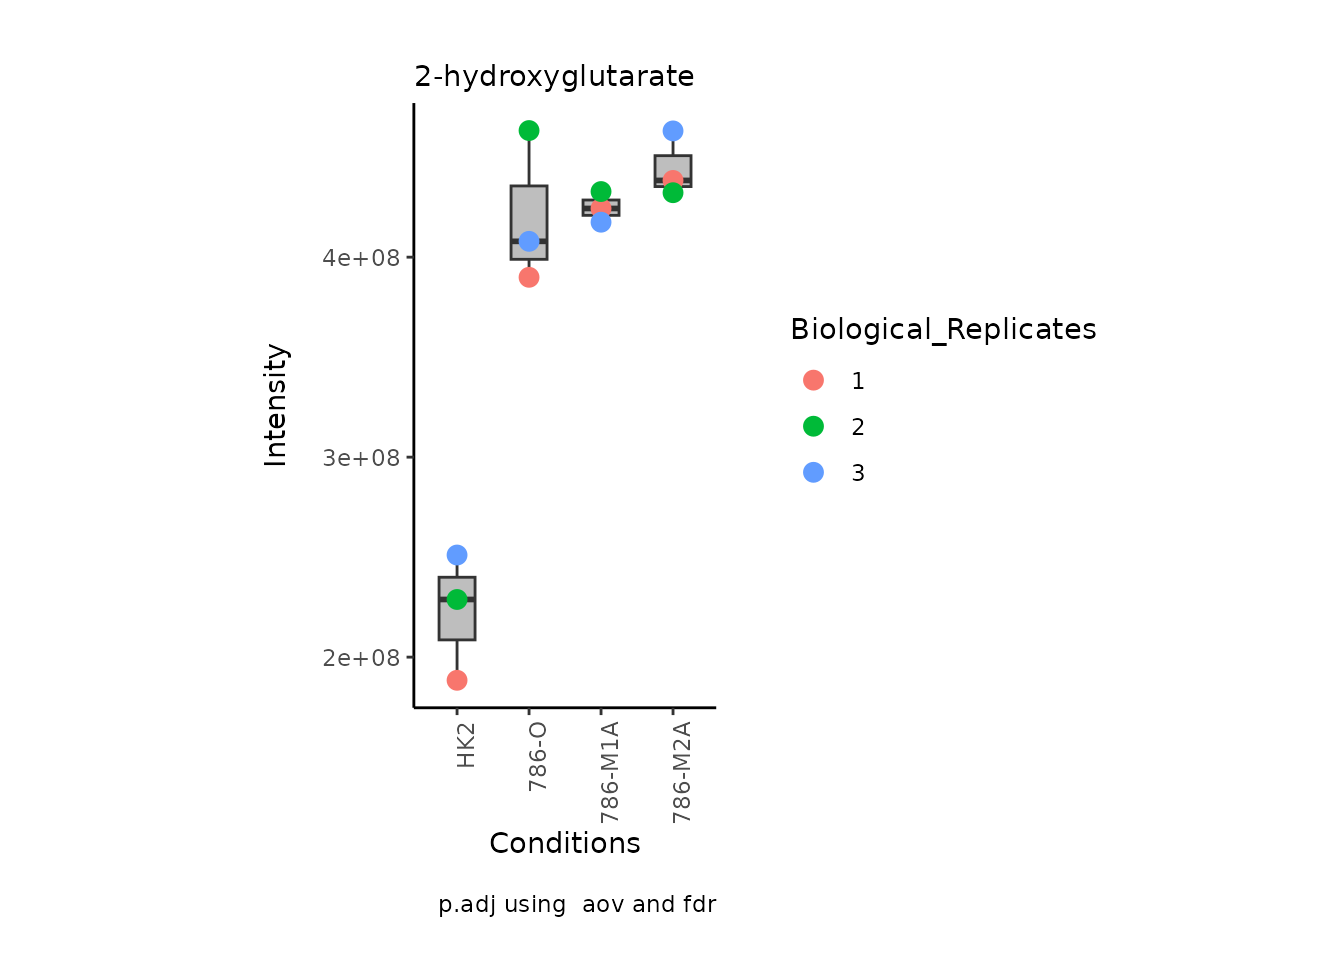 2-hydroxyglutarate
Intensity
4e+08
3e+08
2e+08
HK2
786-O
786-M1A
786-M2A
Conditions
p.adj using  aov and fdr
Biological_Replicates
1
2
3